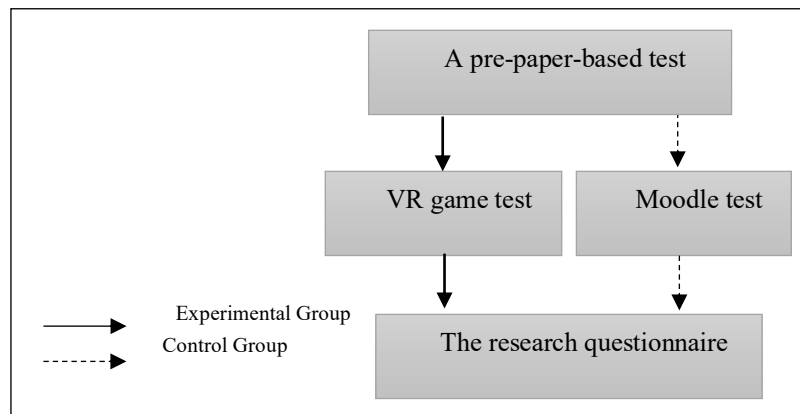 A pre-paper-based test
VR game test
Moodle test
Experimental Group
Control Group
The research questionnaire